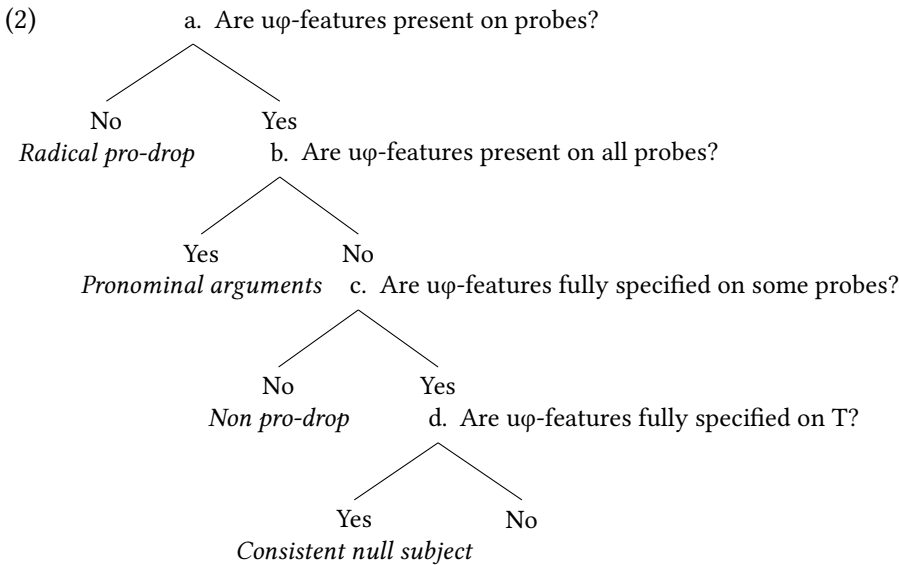 (2) a. Are uφ-features present on probes?
No Yes
Radical pro-drop b. Are uφ-features present on all probes?
Yes No
Pronominal arguments c. Are uφ-features fully specified on some probes?
No Yes
Non pro-drop d. Are uφ-features fully specified on T?
Yes No
Consistent null subject